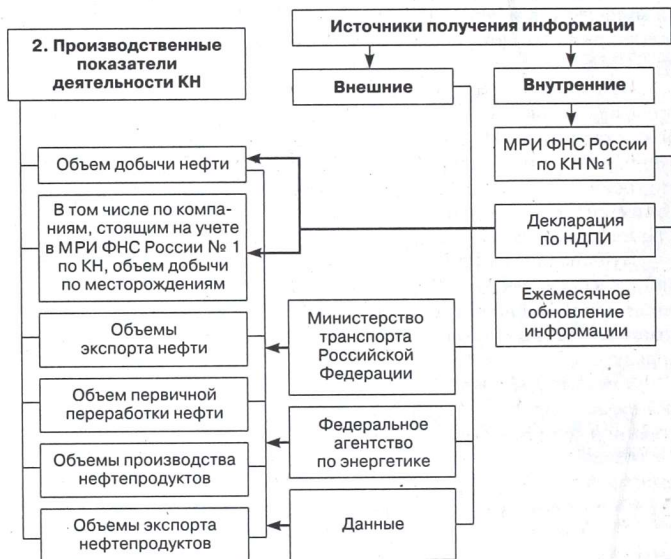 Источники получения информации
2. Производственные
показатели
деятельности КН
Внешние
Внутренние
Объем добычи нефти
МРИ ФНС России
по КН №1
В том числе по компа-
ниям, стоящим на учете
в МРИ ФНС России № 1
по КН, объем добычи
по месторождениям
Декларация
по НДПИ
Ежемесячное
обновление
информации
Объемы
экспорта нефти
Министерство
транспорта
Российской
Федерации
Объем первичной
переработки нефти
Федеральное
агентство
по энергетике
Объемы производства
нефтепродуктов
Объемы экспорта
нефтепродуктов
Данные